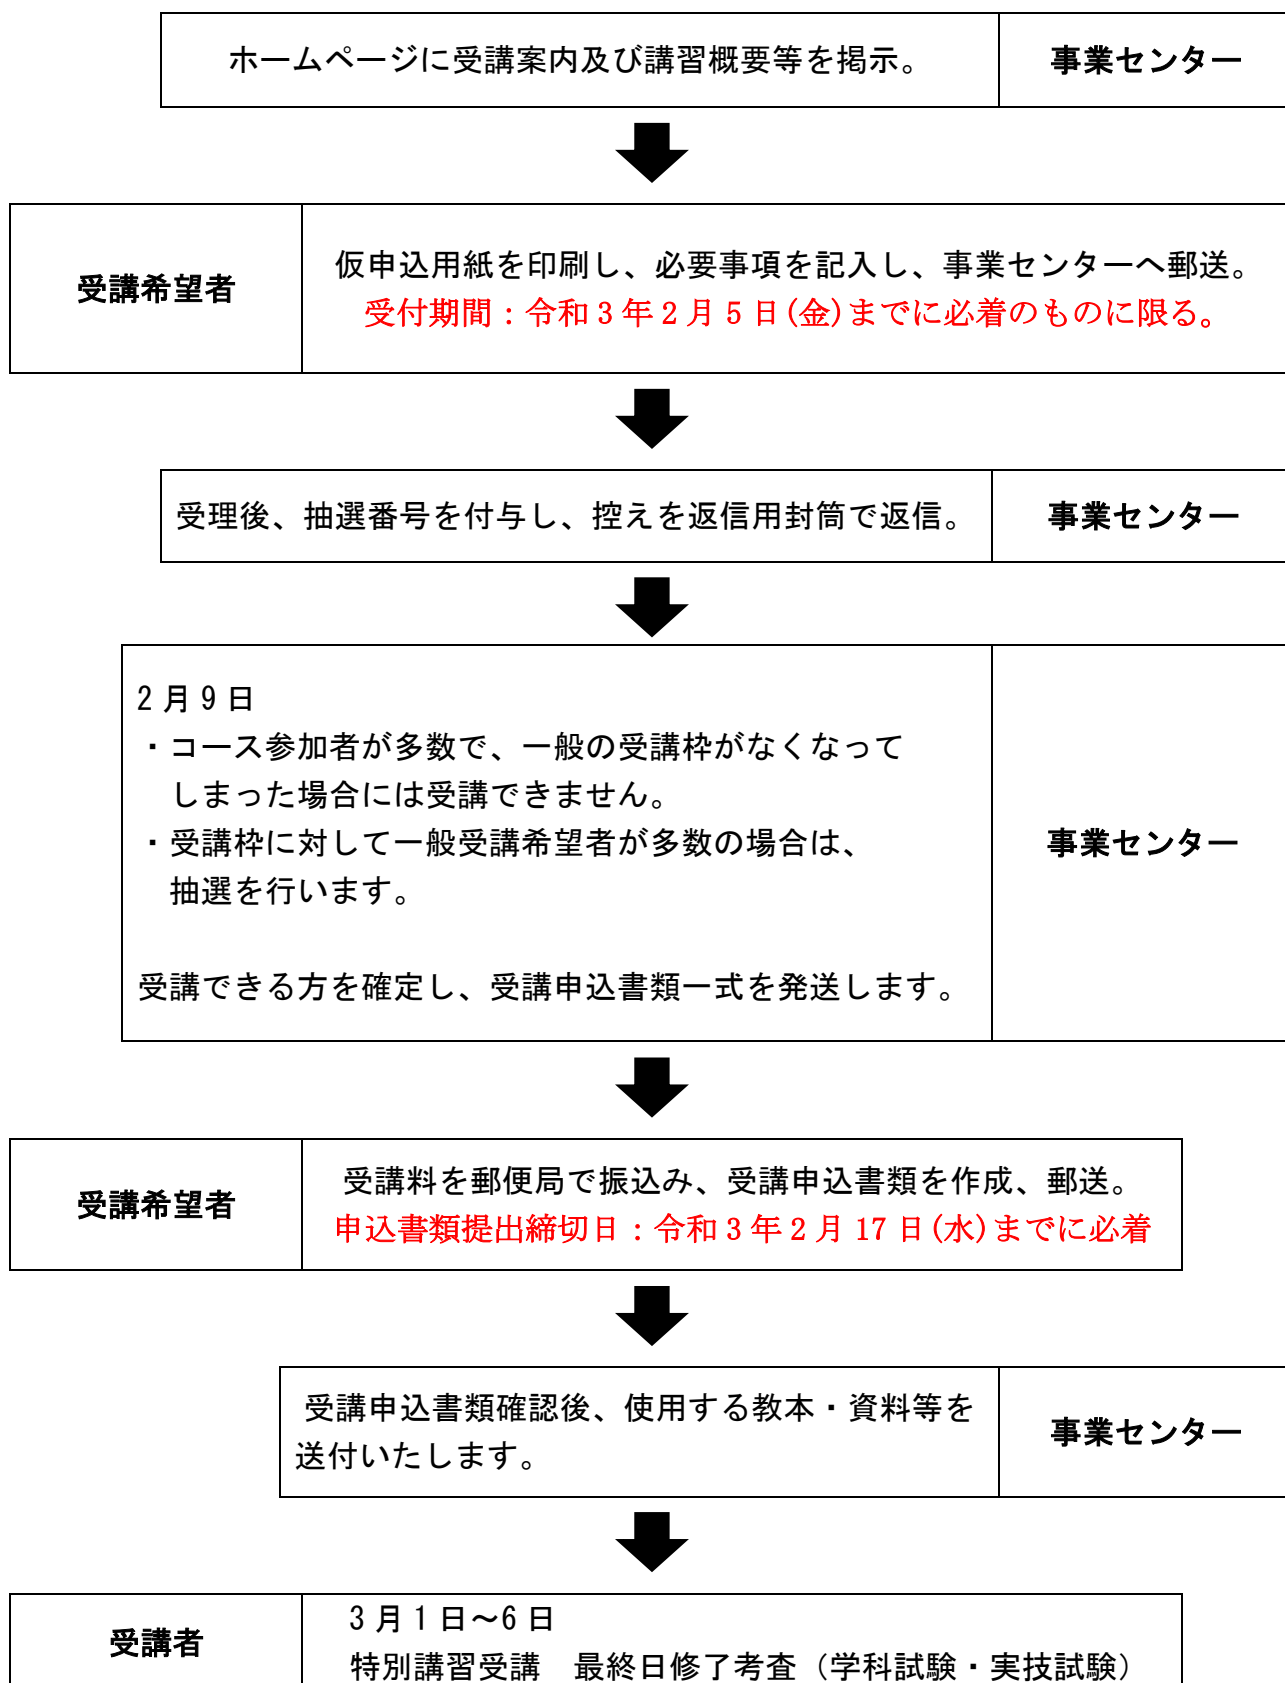 ホームページに受講案内及び講習概要等を掲示。
事業センター
受講希望者
仮申込用紙を印刷し、必要事項を記入し、事業センターへ郵送。
受付期間：令和3年2月5日(金)までに必着のものに限る。
受理後、抽選番号を付与し、控えを返信用封筒で返信。
事業センター
2月9日
・コース参加者が多数で、一般の受講枠がなくなって
しまった場合には受講できません。
・受講枠に対して一般受講希望者が多数の場合は、
抽選を行います。
受講できる方を確定し、受講申込書類一式を発送します。
事業センター
受講希望者
受講料を郵便局で振込み、受講申込書類を作成、郵送。
申込書類提出締切日：令和3年2月17日(水)までに必着
受講申込書類確認後、使用する教本・資料等を
送付いたします。
事業センター
受講者
3月1日～6日
特別講習受講　最終日修了考査（学科試験・実技試験）